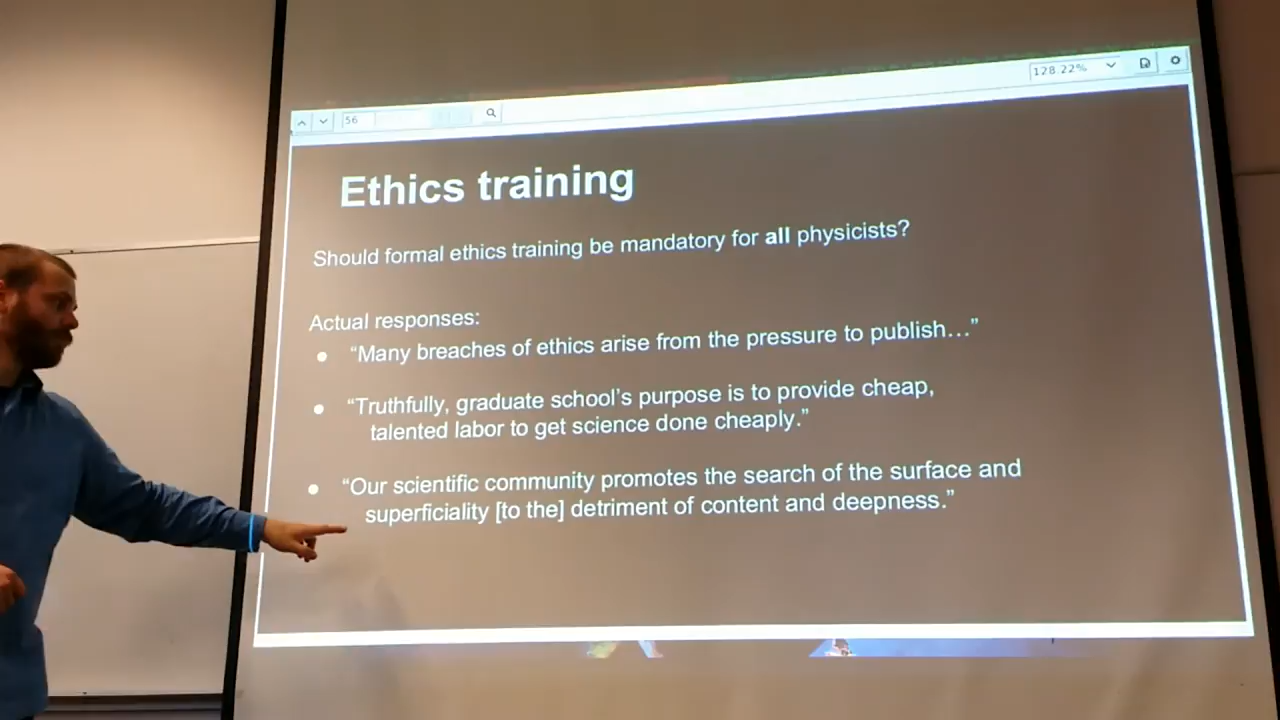 56
128.22%
Ethics training
Should formal ethics training be mandatory for all physicists?
Actual responses:
● “Many breaches of ethics arise from the pressure to publish…”
● “Truthfully, graduate school’s purpose is to provide cheap,
talented labor to get science done cheaply.”
● “Our scientific community promotes the search of the surface and
superficiality [to the] detriment of content and deepness.”